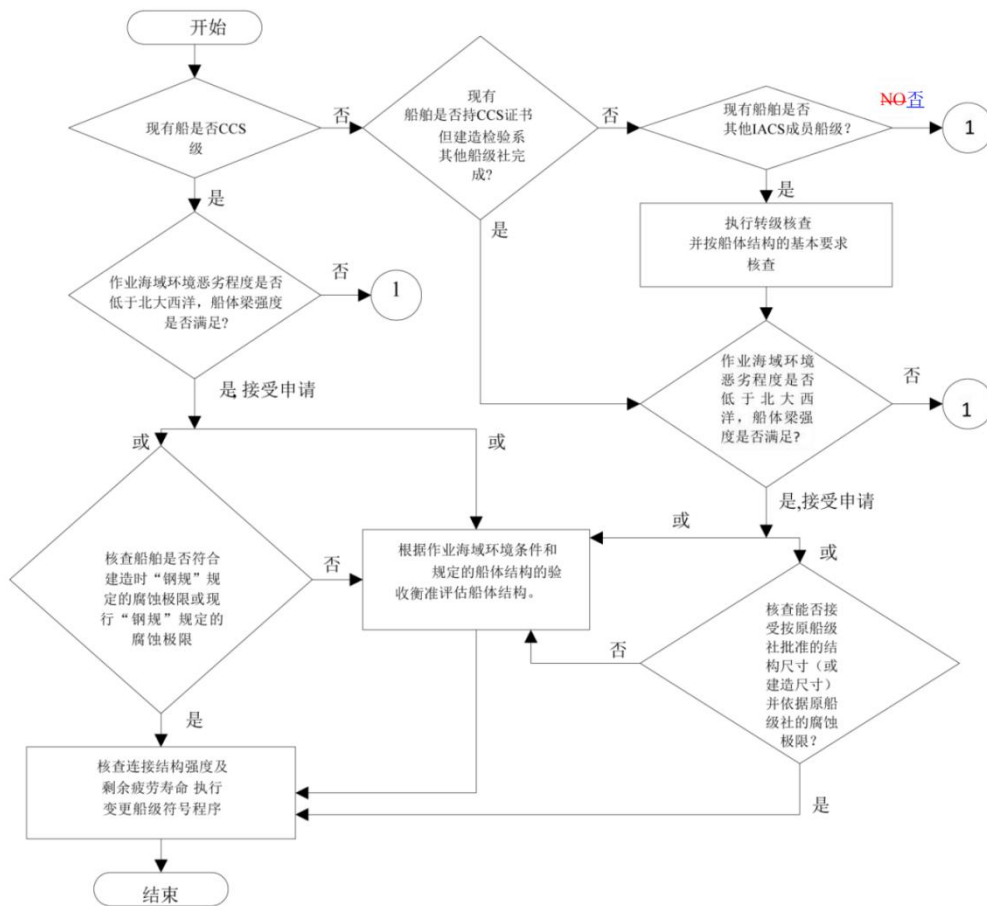 开始
现有船是否CCS
级
否
现有
船舶是否持CCS证书
但建造检验系
其他船级社完
成?
否
现有船舶是否
其他IACS成员船级?
NO否
1
是
是
是
执行转级核查
并按船体结构的基本要求
核查
作业海域环境恶劣程度是否
低于北大西洋，船体梁强度
是否满足?
否
1
作业海域环境
恶劣程度是否
低于北大西
洋，船体梁强
度是否满足?
否
1
是,接受申请
或
或
是,接受申请
或
或
核查船舶是否符合
建造时“钢规”规
定的腐蚀极限或现
行“钢规”规定的
腐蚀极限
否
根据作业海域环境条件和
规定的船体结构的验
收衡准评估船体结构。
核查能否接
受按原船级
社批准的结
构尺寸（或
建造尺寸）
并依据原船
级社的腐蚀
极限？
否
是
是
核查连接结构强度及
剩余疲劳寿命 执行
变更船级符号程序
结束